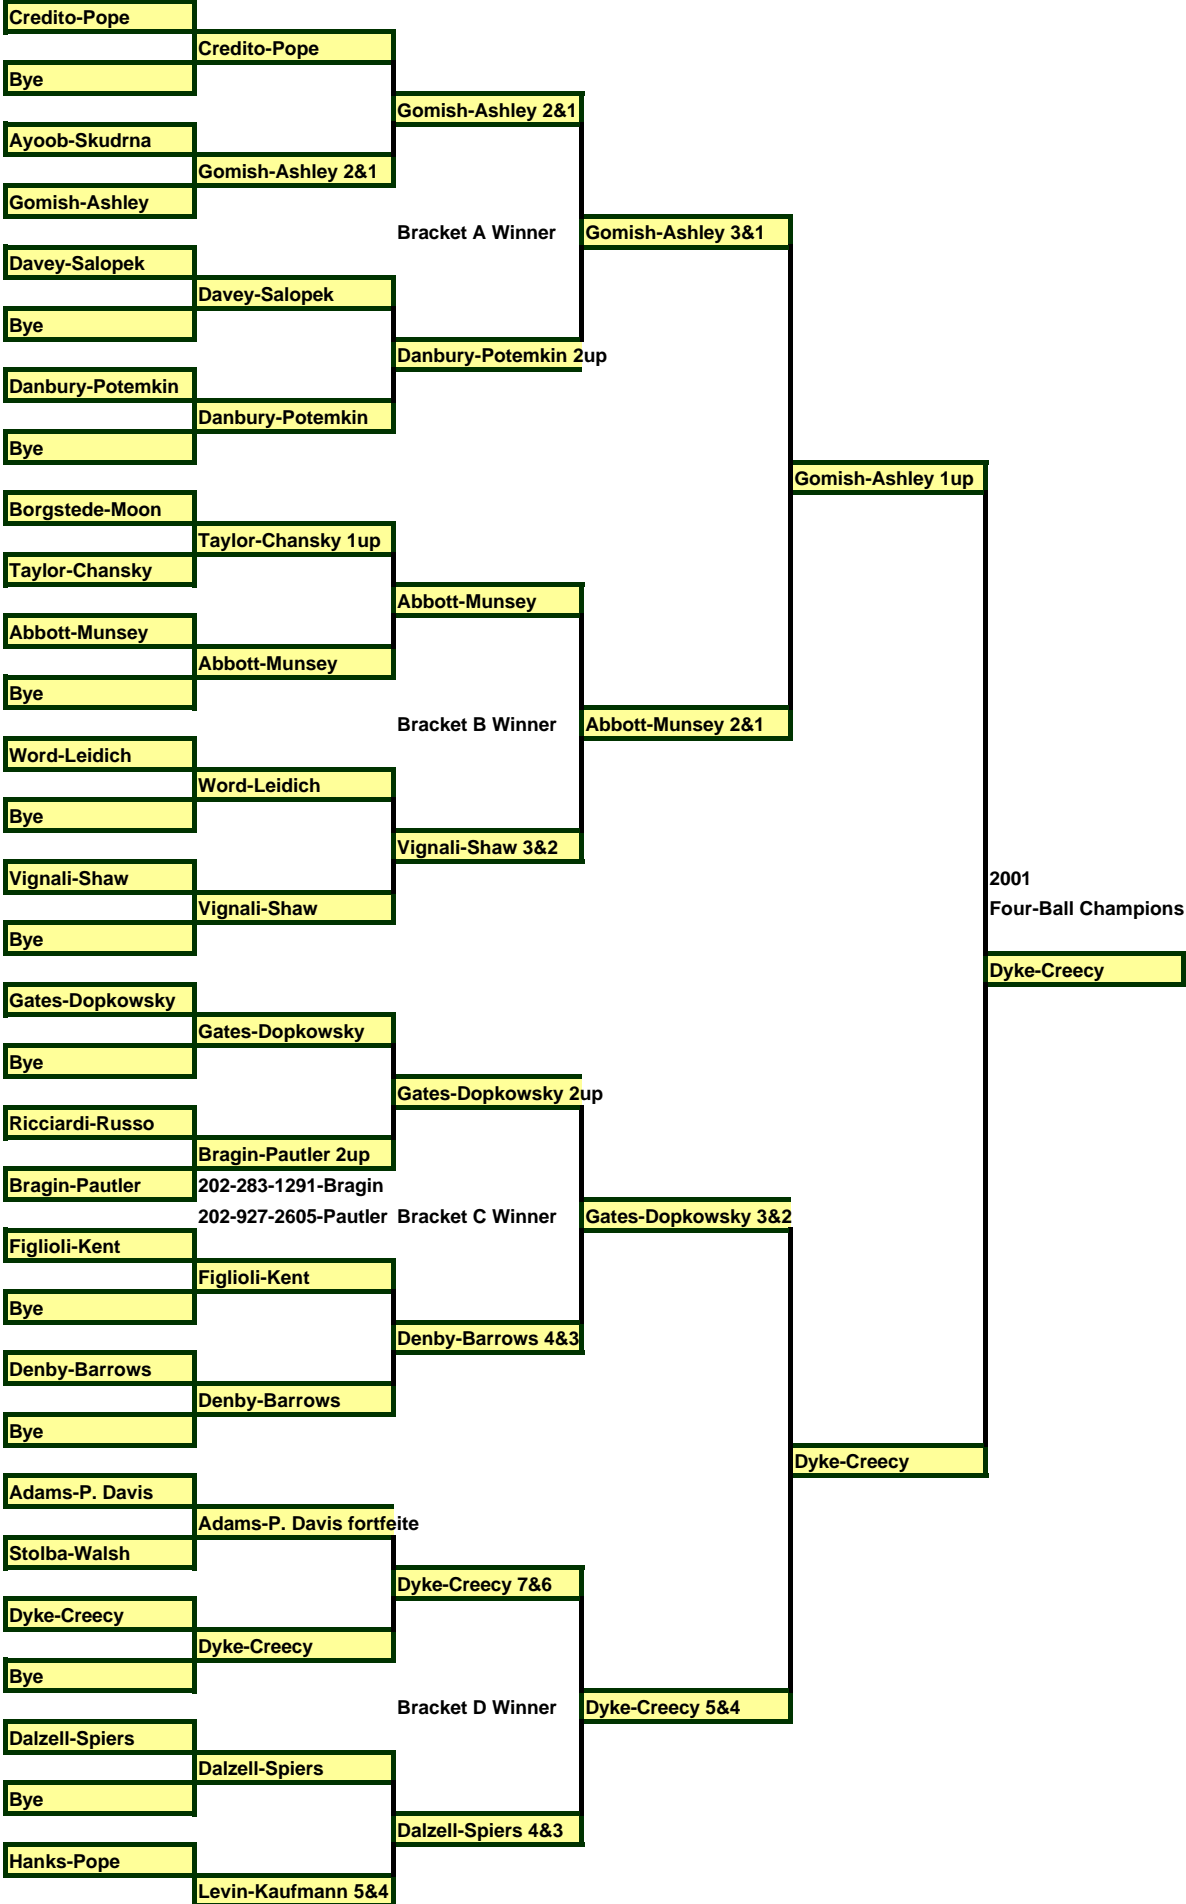 Credito-Pope
Credito-Pope
Bye
Gomish-Ashley 2&1
Ayoob-Skudrna
Gomish-Ashley 2&1
Gomish-Ashley
Bracket A Winner Gomish-Ashley 3&1
Davey-Salopek
Davey-Salopek
Bye
Danbury-Potemkin 2up
Danbury-Potemkin
Danbury-Potemkin
Bye
Gomish-Ashley 1up
Borgstede-Moon
Taylor-Chansky 1up
Taylor-Chansky
Abbott-Munsey
Abbott-Munsey
Abbott-Munsey
Bye
Bracket B Winner Abbott-Munsey 2&1
Word-Leidich
Word-Leidich
Bye
Vignali-Shaw 3&2
Vignali-Shaw 2001
Vignali-Shaw Four-Ball Champions
Bye
Dyke-Creecy
Gates-Dopkowsky
Gates-Dopkowsky
Bye
Gates-Dopkowsky 2up
Ricciardi-Russo
Bragin-Pautler 2up
Bragin-Pautler 202-283-1291-Bragin
202-927-2605-Pautler Bracket C Winner Gates-Dopkowsky 3&2
Figlioli-Kent
Figlioli-Kent
Bye
Denby-Barrows 4&3
Denby-Barrows
Denby-Barrows
Bye
Dyke-Creecy
Adams-P. Davis
Adams-P. Davis fortfeite
Stolba-Walsh
Dyke-Creecy 7&6
Dyke-Creecy
Dyke-Creecy
Bye
Bracket D Winner Dyke-Creecy 5&4
Dalzell-Spiers
Dalzell-Spiers
Bye
Dalzell-Spiers 4&3
Hanks-Pope
Levin-Kaufmann 5&4